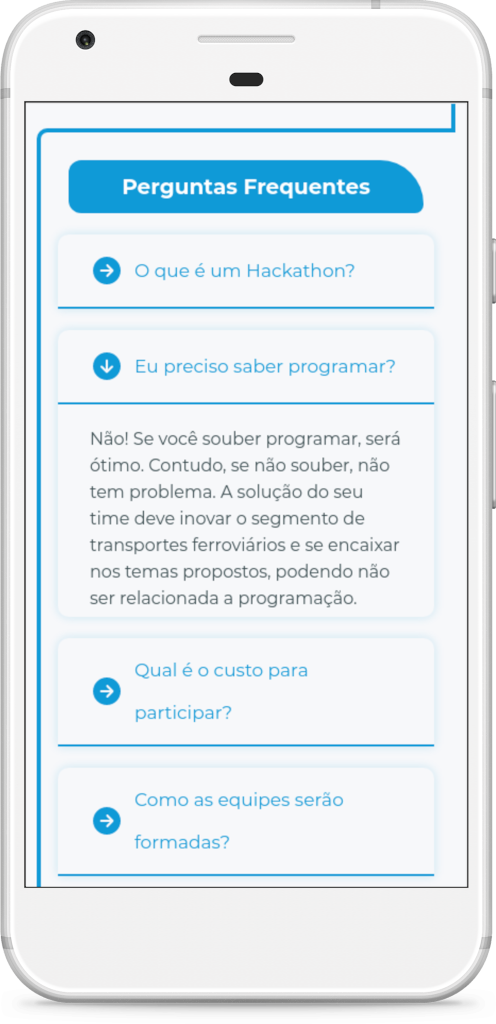 Perguntas Frequentes
O que é um Hackathon?
Eu preciso saber programar?
Não! Se você souber programar, será
ótimo. Contudo, se não souber, não
tem problema. A solução do seu
time deve inovar o segmento de
transportes ferroviários e se encaixar
nos temas propostos, podendo não
ser relacionada a programação.
Qual é o custo para
participar?
Como as equipes serão
formadas?